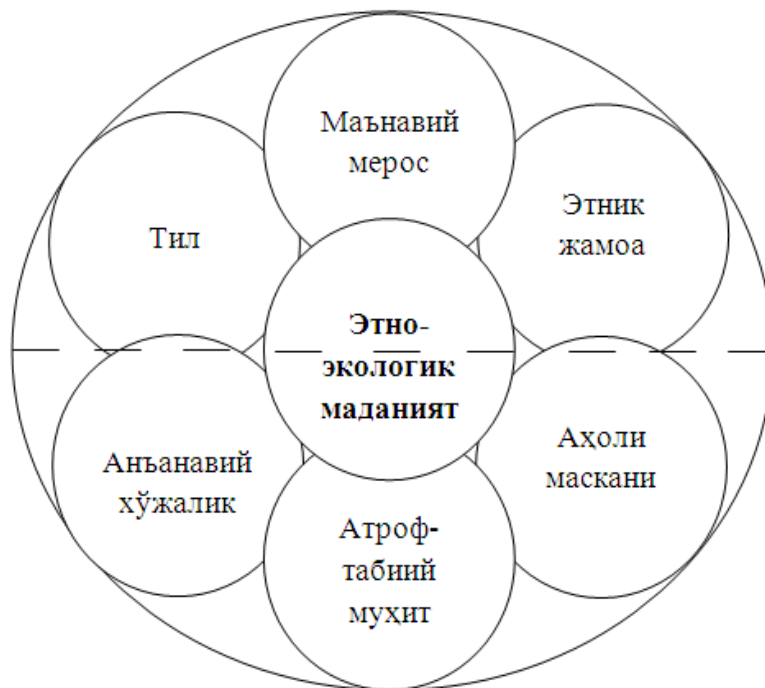 Маънавий
мерос
Этник
жамоа
Тил
Этно-
экологик
маданият
Анъанавий
хўжалик
Аҳоли
маскани
Атроф-
табиий
муҳит